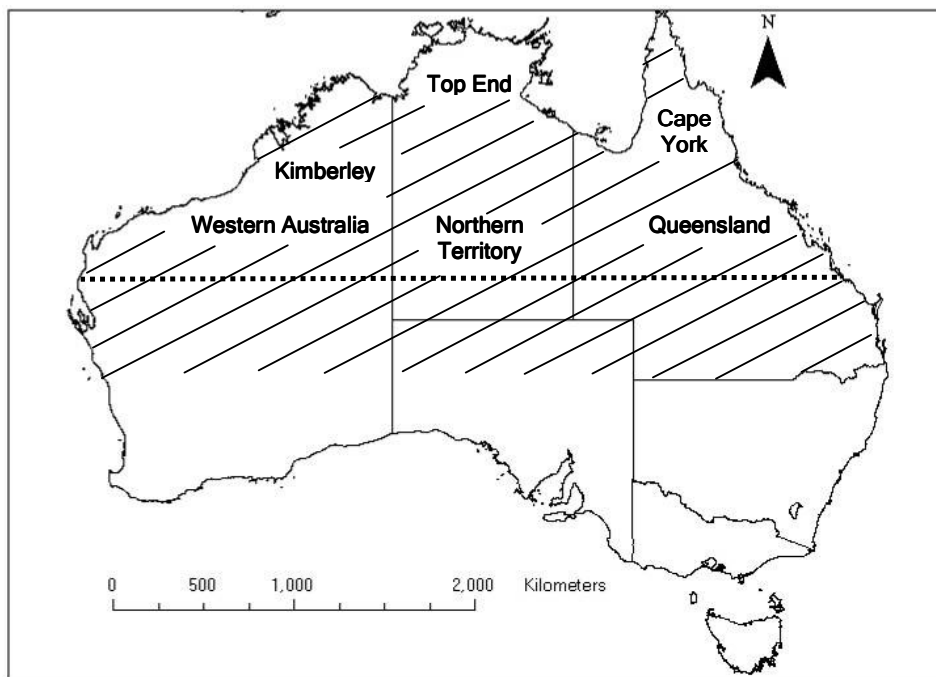 N
Top End
Cape
York
Kimberley
Western Australia
Northern
Territory
Queensland
0 500 1,000 2,000 Kilometers